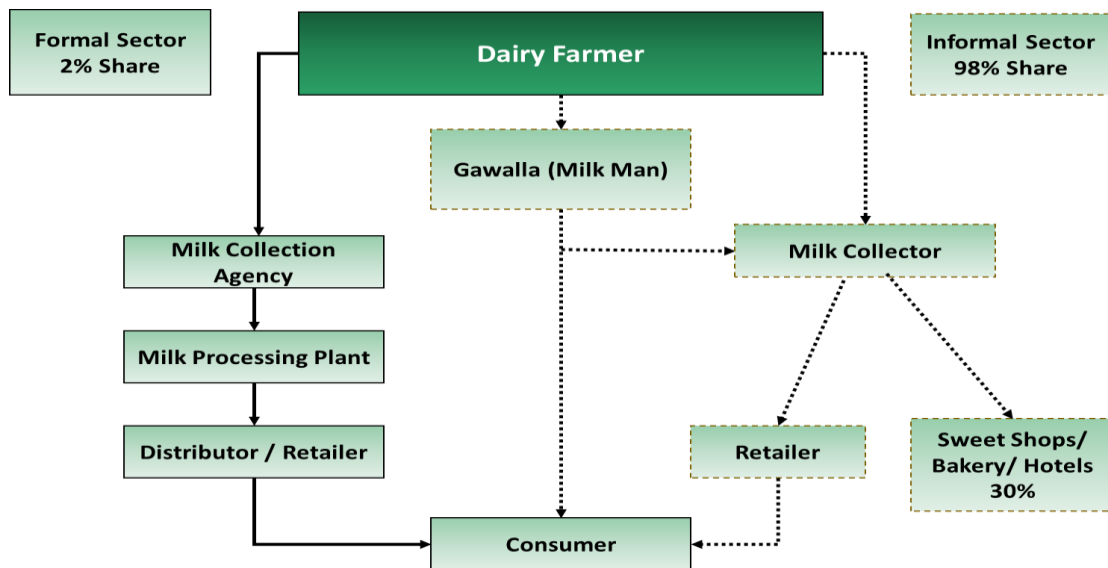 Formal Sector
2% Share
Dairy Farmer
Informal Sector
98% Share
Gawalla (Milk Man)
Milk Collection
Agency
Milk Collector
Milk Processing Plant
Distributor / Retailer
Retailer
Sweet Shops/
Bakery/ Hotels
30%
Consumer